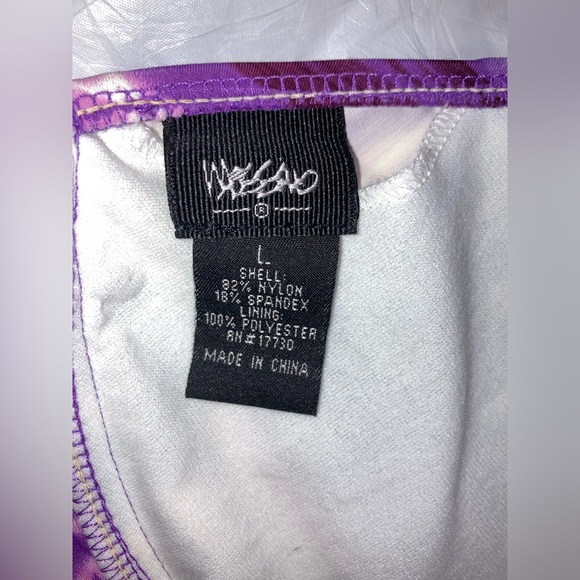 Mossimo
®
L
SHELL:
82% NYLON
18% SPANDEX
LINING:
100% POLYESTER
RN#17730
MADE IN CHINA